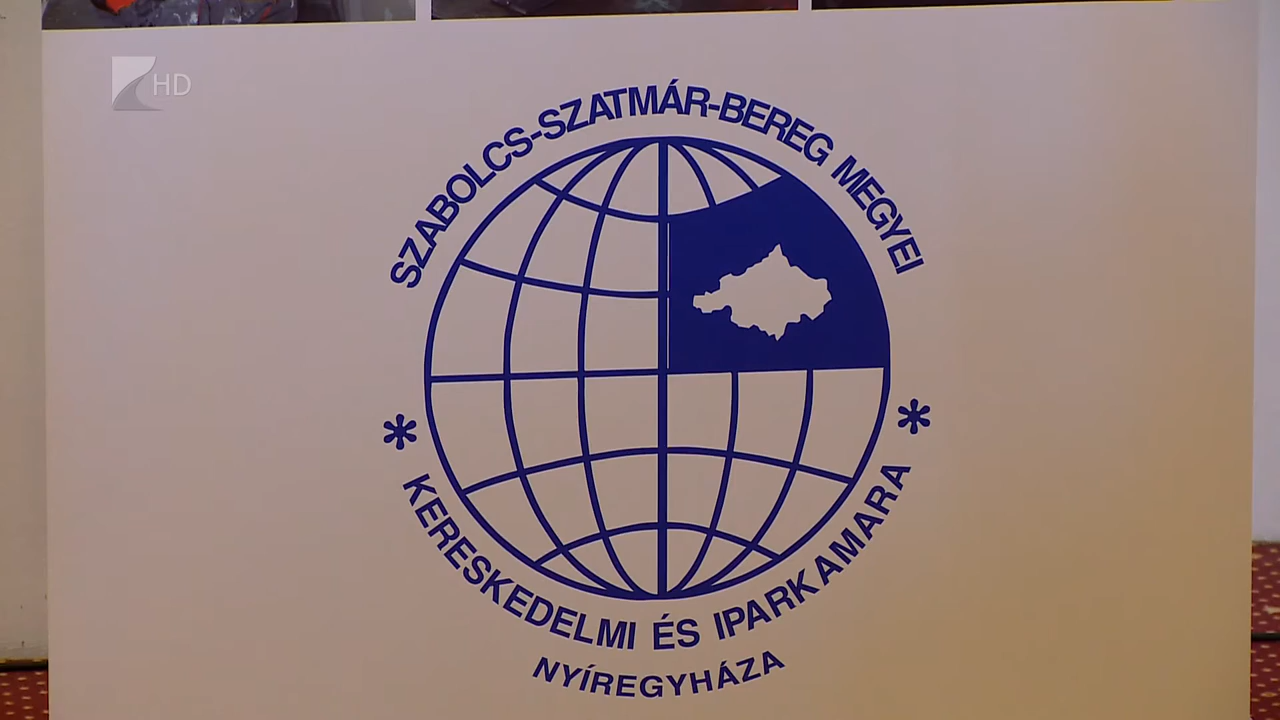 HD
SZABOLCS-SZATMÁR-BEREG MEGYEI
* KERESKEDELMI ÉS IPARKAMARA *
NYÍREGYHÁZA